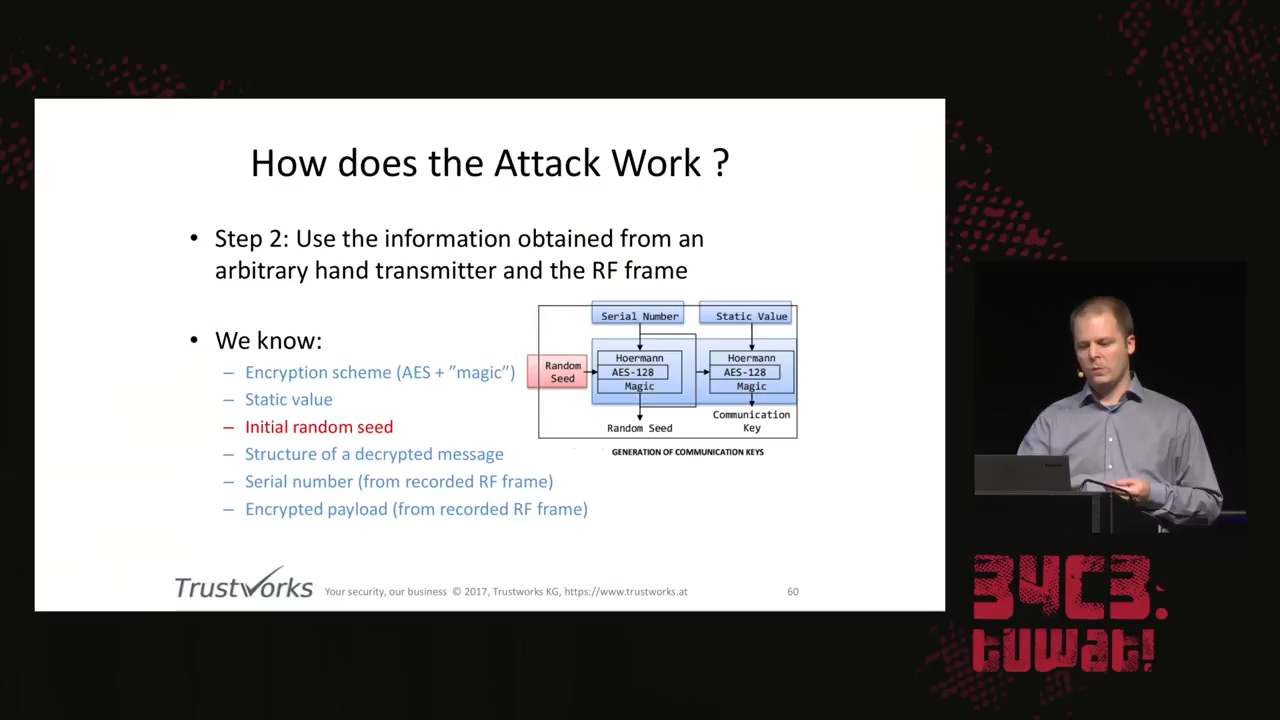 How does the Attack Work ?
• Step 2: Use the information obtained from an
arbitrary hand transmitter and the RF frame
• We know:
– Encryption scheme (AES + ”magic”)
– Static value
– Initial random seed
– Structure of a decrypted message
– Serial number (from recorded RF frame)
– Encrypted payload (from recorded RF frame)
Serial Number
Static Value
Random
Seed
Hoermann
AES-128
Magic
Hoermann
AES-128
Magic
Random Seed
Communication
Key
GENERATION OF COMMUNICATION KEYS
Trustworks
Your security, our business © 2017, Trustworks KG, https://www.trustworks.at
60
34C3.
tuwat!